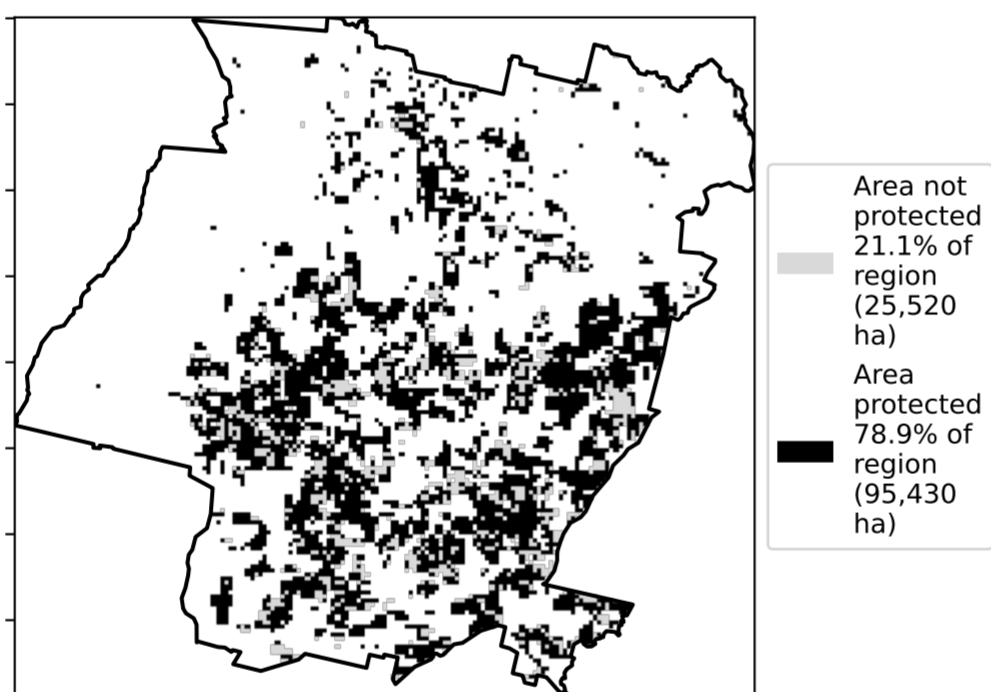 Area not
protected
21.1% of
region
(25,520
ha)
Area
protected
78.9% of
region
(95,430
ha)